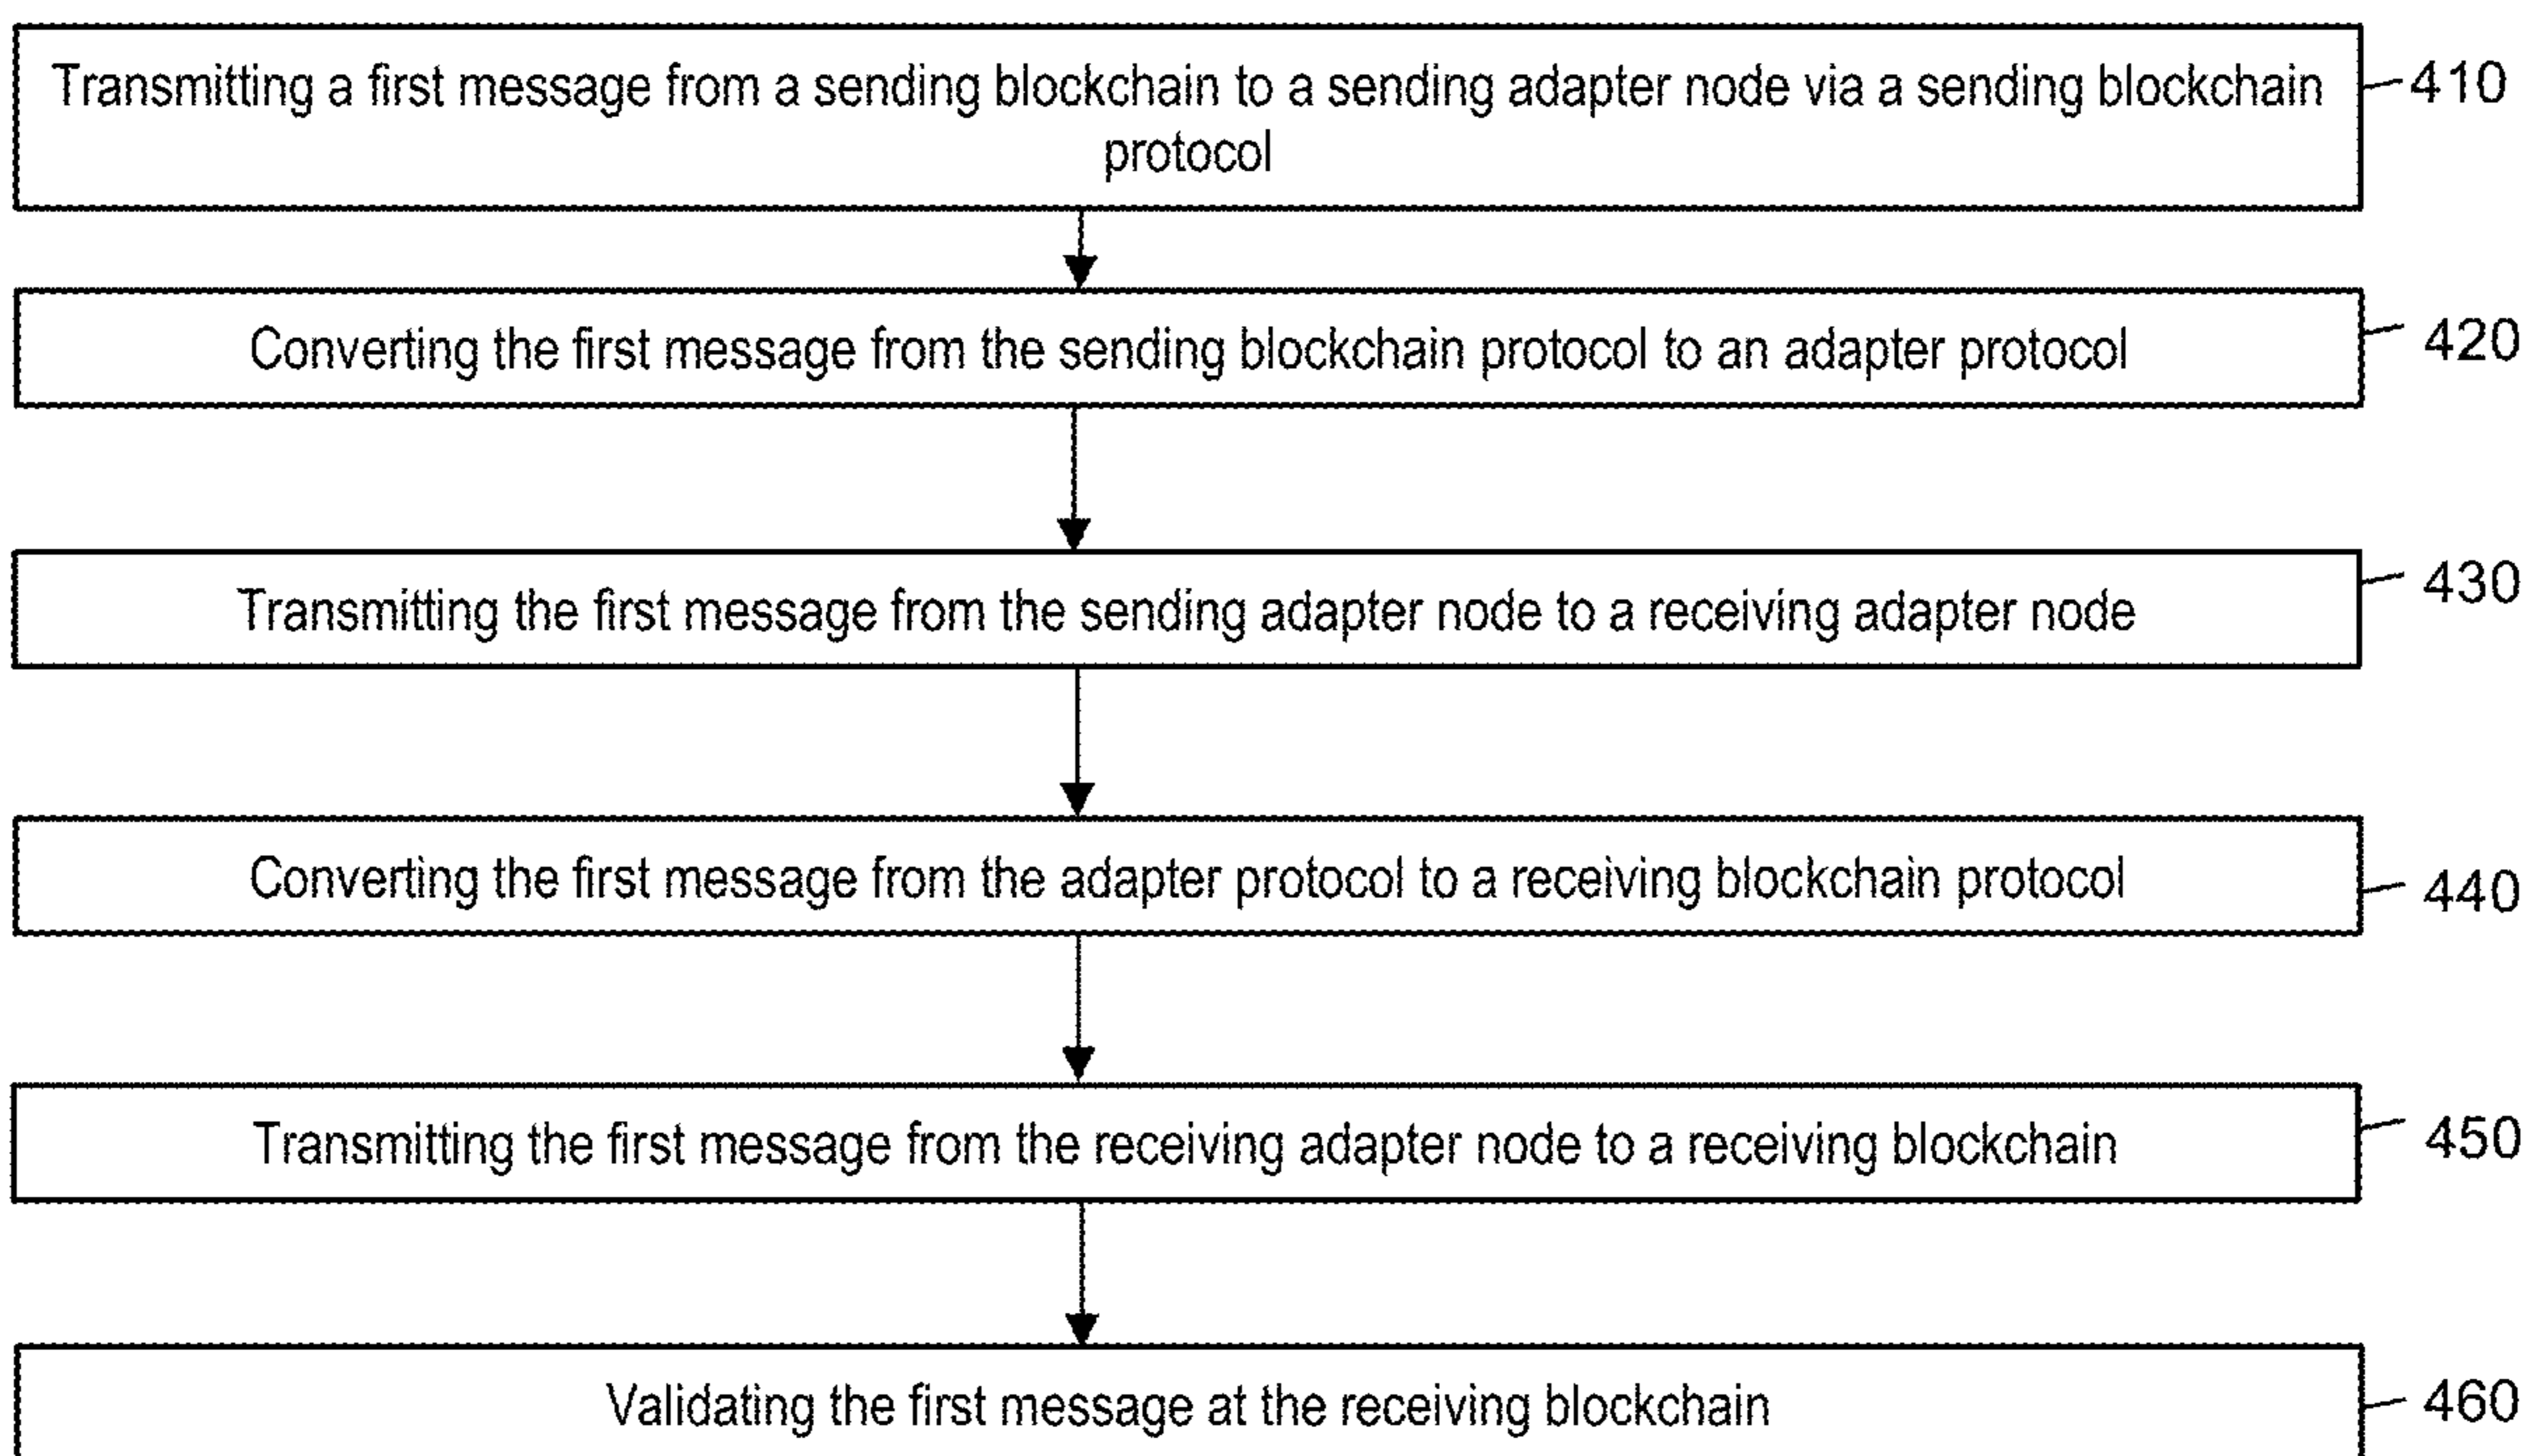 Transmitting a first message from a sending blockchain to a sending adapter node via a sending blockchain
protocol
410
Converting the first message from the sending blockchain protocol to an adapter protocol
420
Transmitting the first message from the sending adapter node to a receiving adapter node
430
Converting the first message from the adapter protocol to a receiving blockchain protocol
440
Transmitting the first message from the receiving adapter node to a receiving blockchain
450
Validating the first message at the receiving blockchain
460